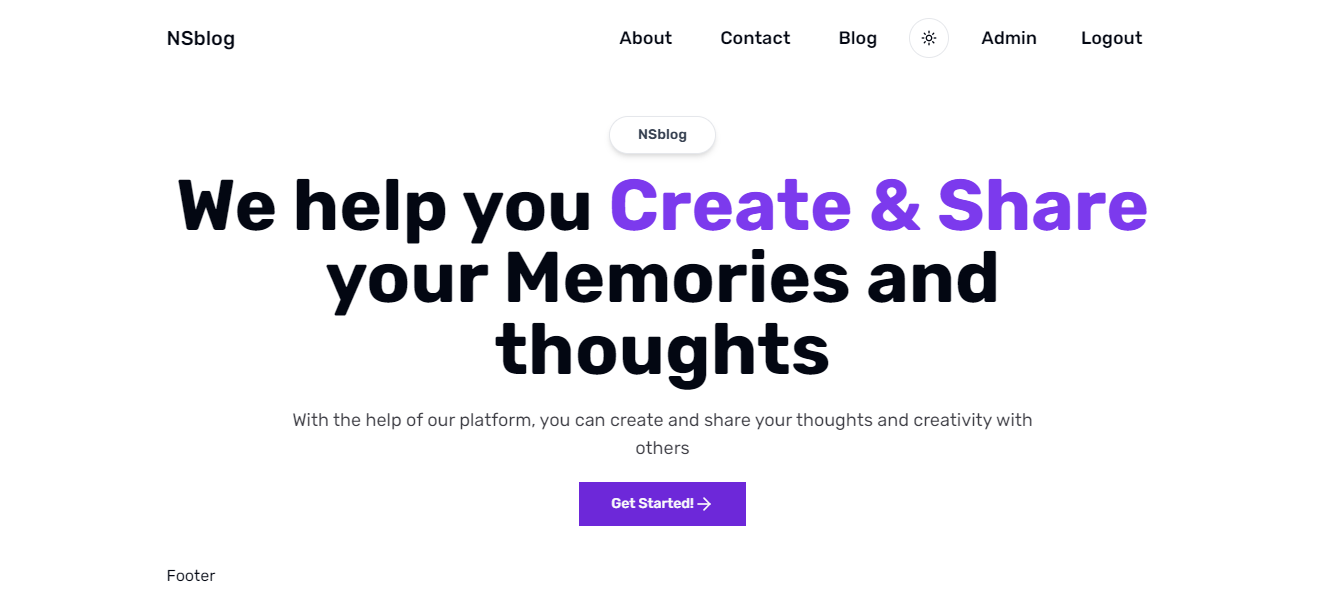 NSblog
About
Contact
Blog
Admin
Logout
NSblog
We help you Create & Share
your Memories and
thoughts
With the help of our platform, you can create and share your thoughts and creativity with
others
Get Started!
Footer